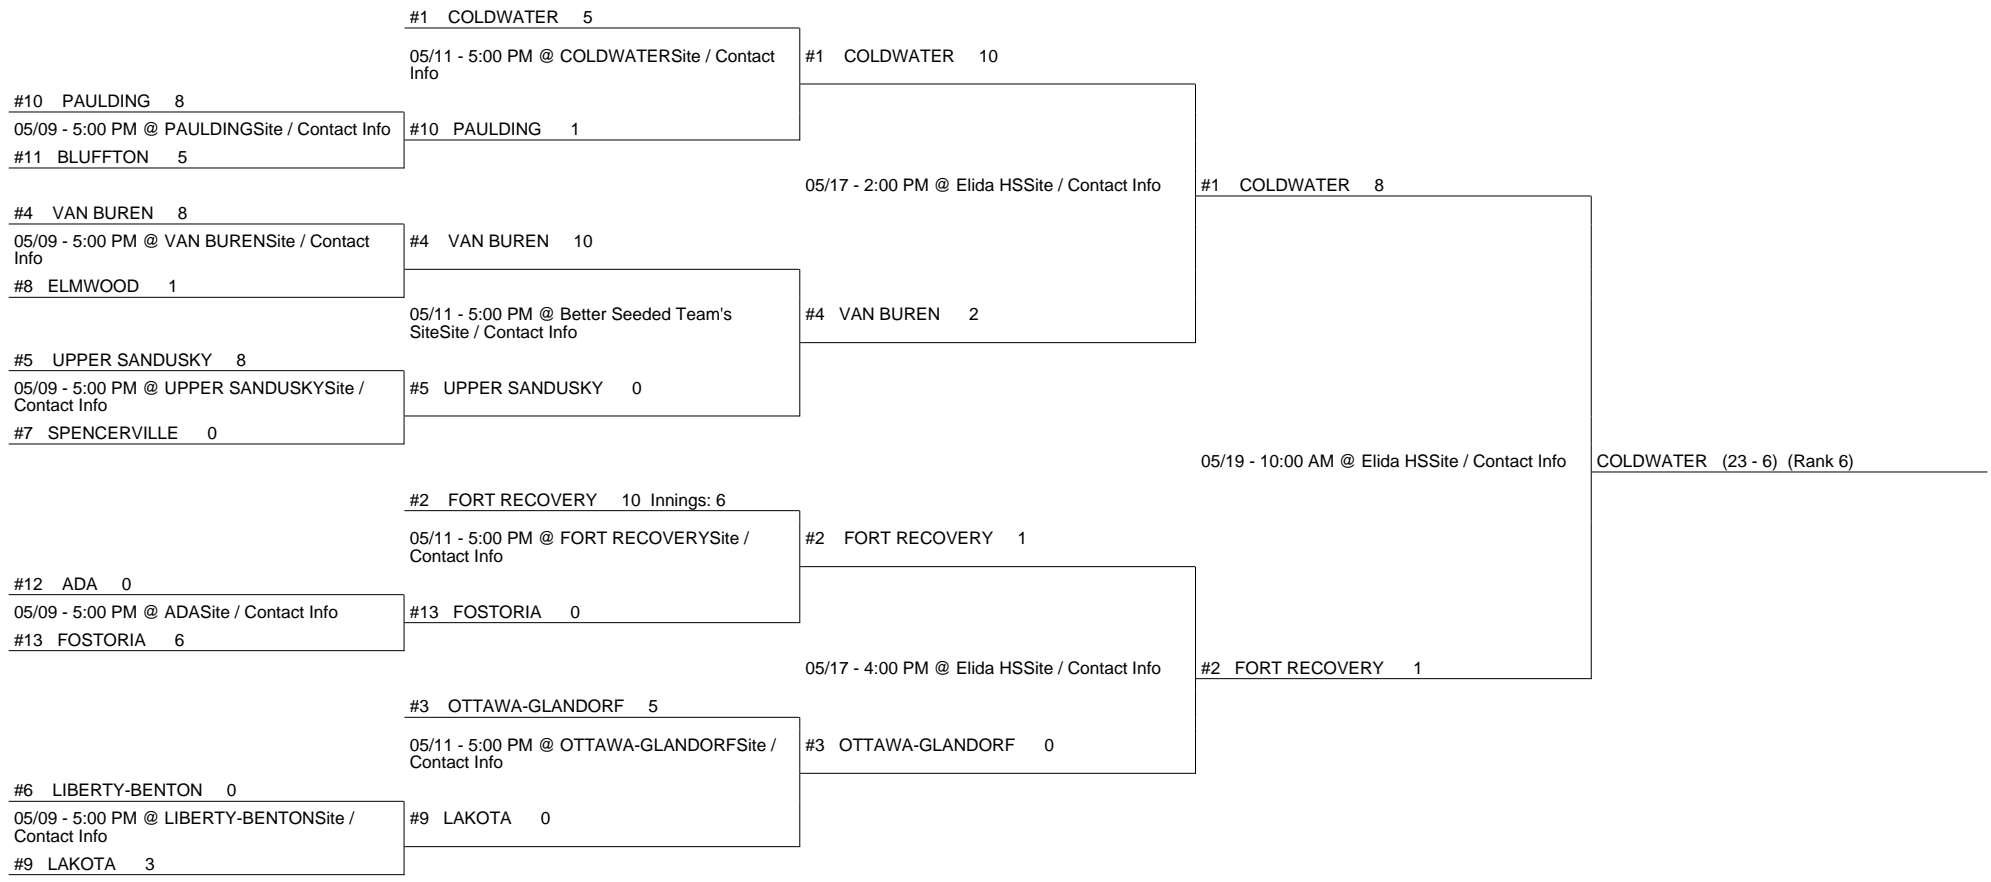 #1 COLDWATER 5
05/11 - 5:00 PM @ COLDWATERSite / Contact
Info
#1 COLDWATER 10
#10 PAULDING 8
05/09 - 5:00 PM @ PAULDINGSite / Contact Info
#10 PAULDING 1
#11 BLUFFTON 5
05/17 - 2:00 PM @ Elida HSSite / Contact Info
#1 COLDWATER 8
#4 VAN BUREN 8
05/09 - 5:00 PM @ VAN BURENSite / Contact
Info
#4 VAN BUREN 10
#8 ELMWOOD 1
05/11 - 5:00 PM @ Better Seeded Team's
SiteSite / Contact Info
#4 VAN BUREN 2
#5 UPPER SANDUSKY 8
05/09 - 5:00 PM @ UPPER SANDUSKYSite /
Contact Info
#5 UPPER SANDUSKY 0
#7 SPENCERVILLE 0
05/19 - 10:00 AM @ Elida HSSite / Contact Info
COLDWATER (23 - 6) (Rank 6)
#2 FORT RECOVERY 10 Innings: 6
05/11 - 5:00 PM @ FORT RECOVERYSite /
Contact Info
#2 FORT RECOVERY 1
#12 ADA 0
05/09 - 5:00 PM @ ADASite / Contact Info
#13 FOSTORIA 0
#13 FOSTORIA 6
05/17 - 4:00 PM @ Elida HSSite / Contact Info
#2 FORT RECOVERY 1
#3 OTTAWA-GLANDORF 5
05/11 - 5:00 PM @ OTTAWA-GLANDORFSite /
Contact Info
#3 OTTAWA-GLANDORF 0
#6 LIBERTY-BENTON 0
05/09 - 5:00 PM @ LIBERTY-BENTONSite /
Contact Info
#9 LAKOTA 0
#9 LAKOTA 3